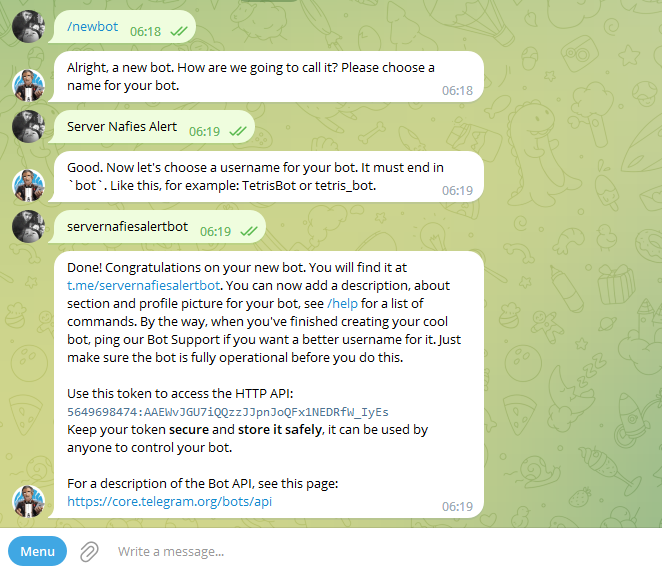 /newbot 06:18
Alright, a new bot. How are we going to call it? Please choose a
name for your bot. 06:18
Server Nafies Alert 06:19
Good. Now let's choose a username for your bot. It must end in
`bot`. Like this, for example: TetrisBot or tetris_bot. 06:19
servernafiesalertbot 06:19
Done! Congratulations on your new bot. You will find it at
t.me/servernafiesalertbot. You can now add a description, about
section and profile picture for your bot, see /help for a list of
commands. By the way, when you've finished creating your cool
bot, ping our Bot Support if you want a better username for it. Just
make sure the bot is fully operational before you do this.
Use this token to access the HTTP API:
5649698474:AAEWvJGU7iQQzzJJpnJoQFx1NEDRfW_IyEs
Keep your token secure and store it safely, it can be used by
anyone to control your bot.
For a description of the Bot API, see this page:
https://core.telegram.org/bots/api 06:19
Menu Write a message...